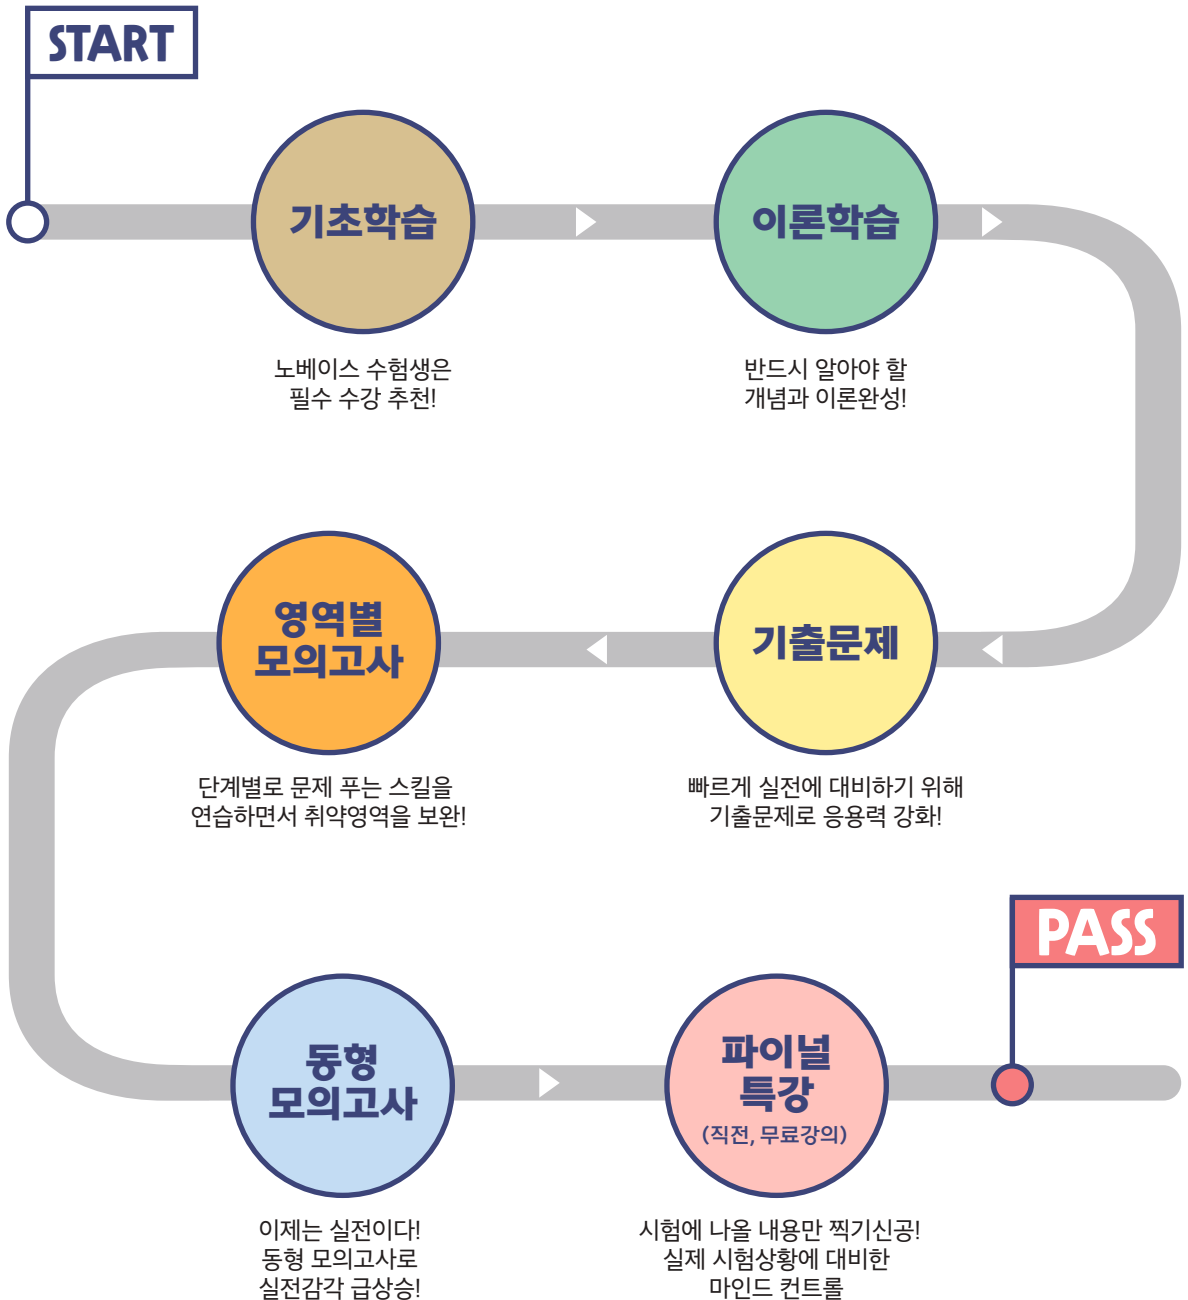 START
기초학습
노베이스 수험생은
필수 수강 추천!
이론학습
반드시 알아야 할
개념과 이론완성!
기출문제
빠르게 실전에 대비하기 위해
기출문제로 응용력 강화!
영역별
모의고사
단계별로 문제 푸는 스킬을
연습하면서 취약영역을 보완!
동형
모의고사
이제는 실전이다!
동형 모의고사로
실전감각 급상승!
파이널
특강
(직전, 무료강의)
시험에 나올 내용만 찍기신공!
실제 시험상황에 대비한
마인드 컨트롤
PASS